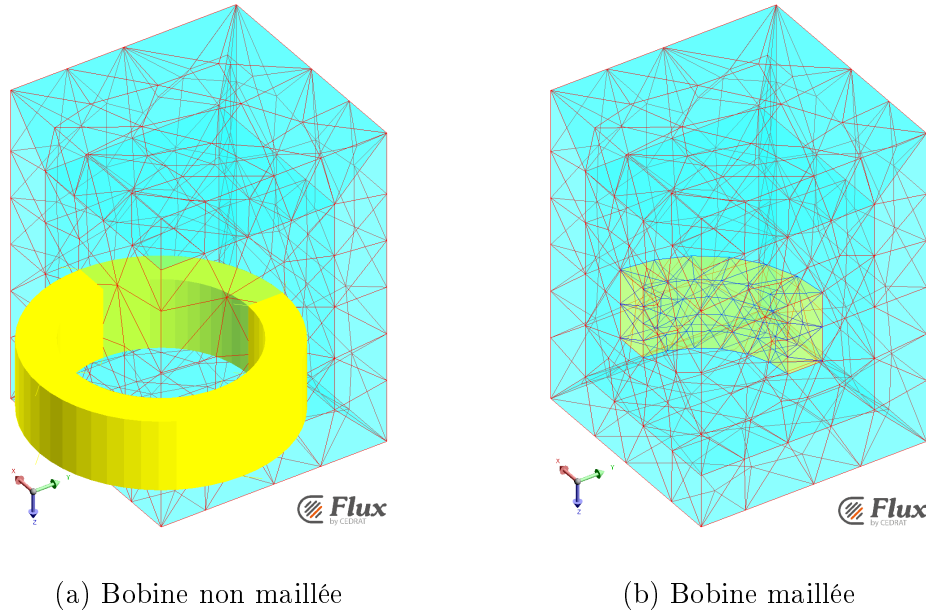 X
Y
Z
Flux
by CEDRAT
X
Y
Z
Flux
by CEDRAT
(a) Bobine non maillée
(b) Bobine maillée